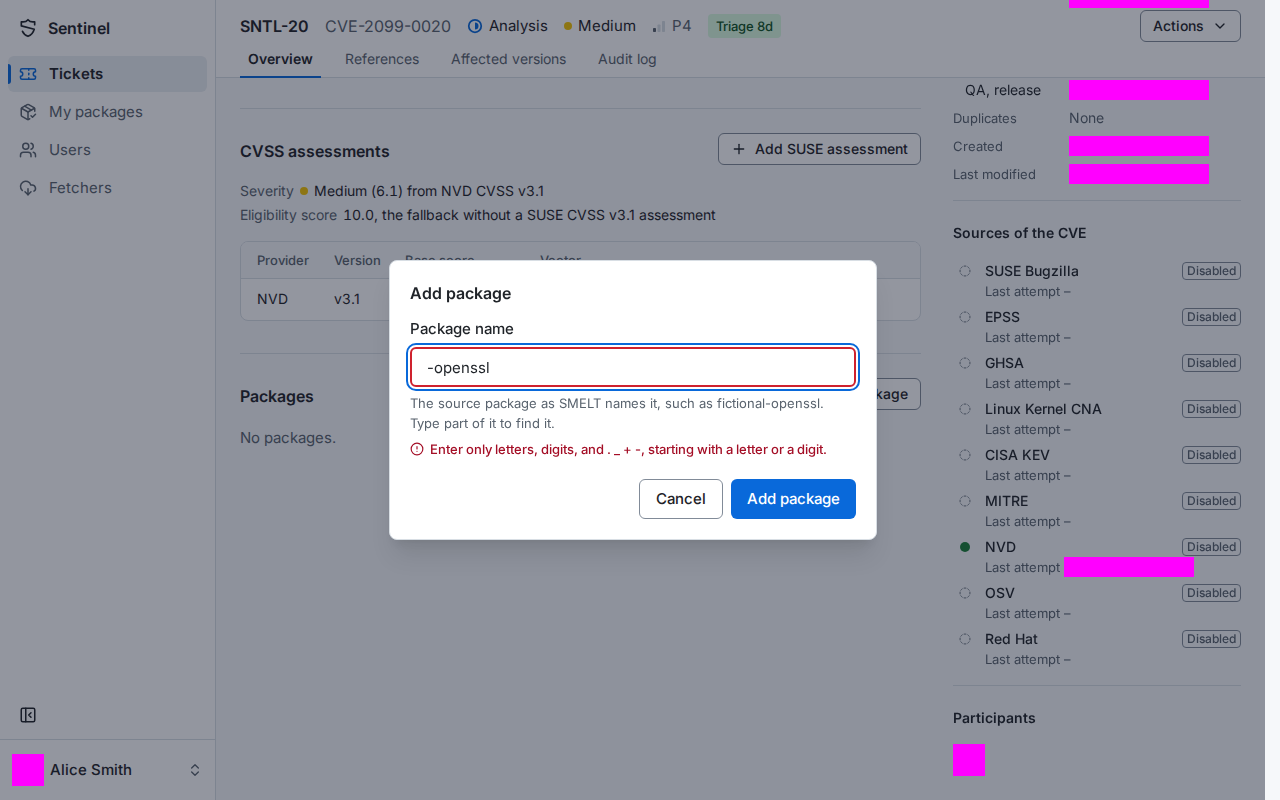 Sentinel
Tickets
My packages
Users
Fetchers
Alice Smith
SNTL-20 CVE-2099-0020 Analysis Medium P4 Triage 8d
Actions
Overview References Affected versions Audit log
CVSS assessments
Add SUSE assessment
Severity Medium (6.1) from NVD CVSS v3.1
Eligibility score 10.0, the fallback without a SUSE CVSS v3.1 assessment
Provider Version Base score Vector
NVD v3.1
Packages
kage
No packages.
Add package
Package name
-openssl
The source package as SMELT names it, such as fictional-openssl.
Type part of it to find it.
Enter only letters, digits, and . _ + -, starting with a letter or a digit.
Cancel Add package
QA, release
Duplicates None
Created
Last modified
Sources of the CVE
SUSE Bugzilla Disabled
Last attempt –
EPSS Disabled
Last attempt –
GHSA Disabled
Last attempt –
Linux Kernel CNA Disabled
Last attempt –
CISA KEV Disabled
Last attempt –
MITRE Disabled
Last attempt –
NVD Disabled
Last attempt
OSV Disabled
Last attempt –
Red Hat Disabled
Last attempt –
Participants